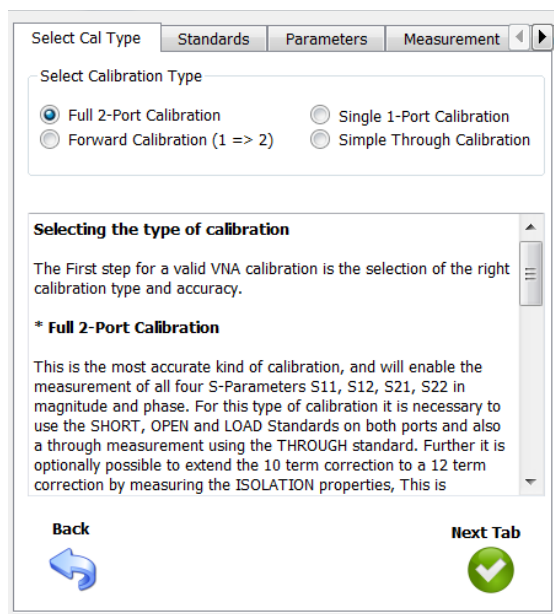 Select Cal Type Standards Parameters Measurement
Select Calibration Type
Full 2-Port Calibration Single 1-Port Calibration
Forward Calibration (1 => 2) Simple Through Calibration
Selecting the type of calibration
The First step for a valid VNA calibration is the selection of the right
calibration type and accuracy.
* Full 2-Port Calibration
This is the most accurate kind of calibration, and will enable the
measurement of all four S-Parameters S11, S12, S21, S22 in
magnitude and phase. For this type of calibration it is necessary to
use the SHORT, OPEN and LOAD Standards on both ports and also
a through measurement using the THROUGH standard. Further it is
optionally possible to extend the 10 term correction to a 12 term
correction by measuring the ISOLATION properties, This is
Back Next Tab